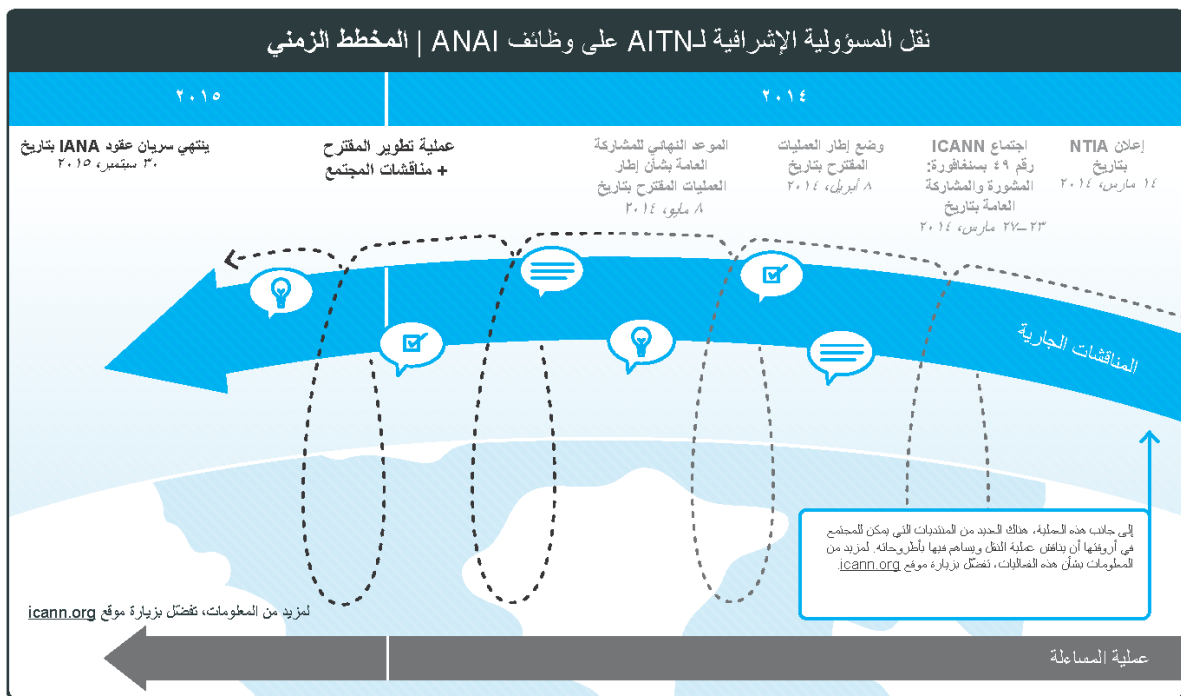 نقل المسؤولية الإشرافية لـAITN على وظائف ANAI | المخطط الزمني
٢٠١٤
٢٠١٥
إعلان NTIA
بتاريخ
١٤ مارس، ٢٠١٤
اجتماع ICANN
رقم ٤٩ بسنغافورة:
المشورة والمشاركة
العامة بتاريخ
٢٣–٢٧ مارس، ٢٠١٤
وضع إطار العمليات
المقترح بتاريخ
٨ أبريل، ٢٠١٤
الموعد النهائي للمشاركة
العامة بشأن إطار
العمليات المقترح بتاريخ
٨ مايو، ٢٠١٤
عملية تطوير المقترح
+ مناقشات المجتمع
ينتهي سريان عقود IANA بتاريخ
٣٠ سبتمبر، ٢٠١٥
المناقشات الجارية
إلى جانب هذه العملية، هناك العديد من المنتديات التي يمكن للمجتمع
في أروقتها أن يناقش عملية النقل ويساهم فيها بأطروحاته. لمزيد من
المعلومات بشأن هذه الفعاليات، تفضّل بزيارة موقع icann.org.
لمزيد من المعلومات، تفضّل بزيارة موقع icann.org
عملية المساءلة